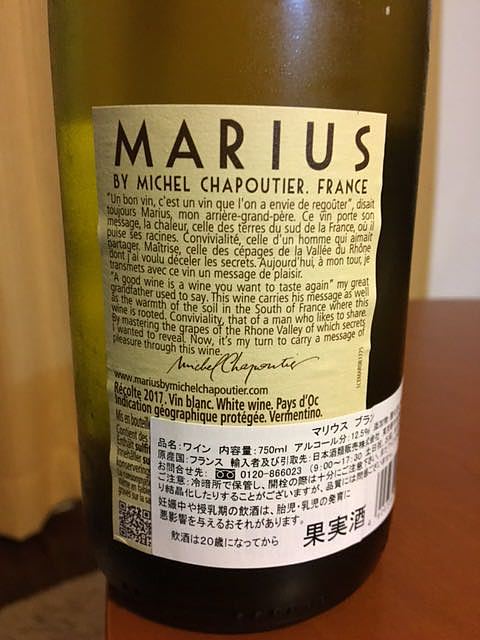 MARIUS
BY MICHEL CHAPOUTIER. FRANCE
"Un bon vin, c'est un vin que l'on a envie de regoûter", disait
toujours Marius, mon arrière-grand-père. Ce vin porte son
message, la chaleur, celle des terres du sud de la France, où il
puise ses racines. Convivialité, celle d'un homme qui aimait
partager. Maîtrise, celle des cépages de la Vallée du Rhône
dont j'ai voulu déceler les secrets. Aujourd'hui, à mon tour, je
transmets avec ce vin un message de plaisir.
"A good wine is a wine you want to taste again" my great
grandfather used to say. This wine carries his message as well
as the warmth of the soil in the South of France where this
wine is rooted. Conviviality, that of a man who likes to share.
By mastering the grapes of the Rhone Valley of which secrets
I wanted to reveal. Now, it's my turn to carry a message of
pleasure through this wine.
Michel Chapoutier
www.mariusbymichelchapoutier.com
Récolte 2017. Vin blanc. White wine. Pays d'Oc
Indication géographique protégée. Vermentino.
Mis en bouteille
Contient des
マリウス ブラン
品名:ワイン 内容量:750ml アルコール分:12.5%
原産国:フランス 輸入者及び引取先:日本酒類販売株式会社
お問合せ先: 0120-866023 (9:00~17:30 土日
ご注意:冷暗所で保管し、開栓の際は十分にご注意
り結晶化したりすることがございますが、品質には問題
妊娠中や授乳期の飲酒は、胎児・乳児の発育に
悪影響を与えるおそれがあります。
飲酒は20歳になってから
果実酒